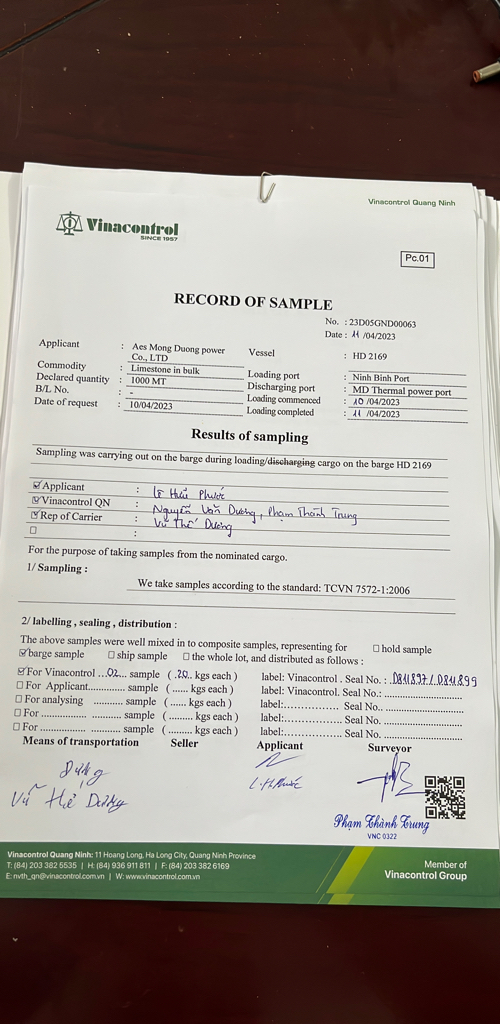 Vinacontrol Quang Ninh
Vinacontrol
SINCE 1957
Pc.01
RECORD OF SAMPLE
No. : 23D05GND00063
Date : 11 /04/2023
Applicant : Aes Mong Duong power Co., LTD
Vessel : HD 2169
Commodity : Limestone in bulk
Loading port : Ninh Binh Port
Declared quantity : 1000 MT
Discharging port : MD Thermal power port
B/L No. : -
Loading commenced : 10 /04/2023
Date of request : 10/04/2023
Loading completed : 11 /04/2023
Results of sampling
Sampling was carrying out on the barge during loading/discharging cargo on the barge HD 2169
☑ Applicant : Lê Hữu Phước
☑ Vinacontrol QN : Nguyễn Văn Dương, Phạm Thành Trung
☑ Rep of Carrier : Vũ Thế Dương
☐ :
For the purpose of taking samples from the nominated cargo.
1/ Sampling :
We take samples according to the standard: TCVN 7572-1:2006
2/ labelling , sealing , distribution :
The above samples were well mixed in to composite samples, representing for ☐ hold sample
☑ barge sample ☐ ship sample ☐ the whole lot, and distributed as follows :
☑ For Vinacontrol ...02.... sample ( .20.. kgs each ) label: Vinacontrol . Seal No. : 0811897 / 0811899
☐ For Applicant.............. sample ( ...... kgs each ) label: Vinacontrol. Seal No.: ........................
☐ For analysing ........... sample ( ...... kgs each ) label:............... Seal No.. ........................
☐ For ................ ........... sample ( ......... kgs each ) label:............... Seal No. ........................
☐ For ................ ........... sample ( ......... kgs each ) label:............... Seal No. ........................
Means of transportation Seller Applicant Surveyor
Dương
Vũ Thế Dương
L.H.Phước
Phạm Thành Trung
VNC 0322
Vinacontrol Quang Ninh: 11 Hoang Long, Ha Long City, Quang Ninh Province
T: (84) 203 382 5535 | H: (84) 936 911 811 | F: (84) 203 382 6169
E: nvth_qn@vinacontrol.com.vn | W: www.vinacontrol.com.vn
Member of
Vinacontrol Group